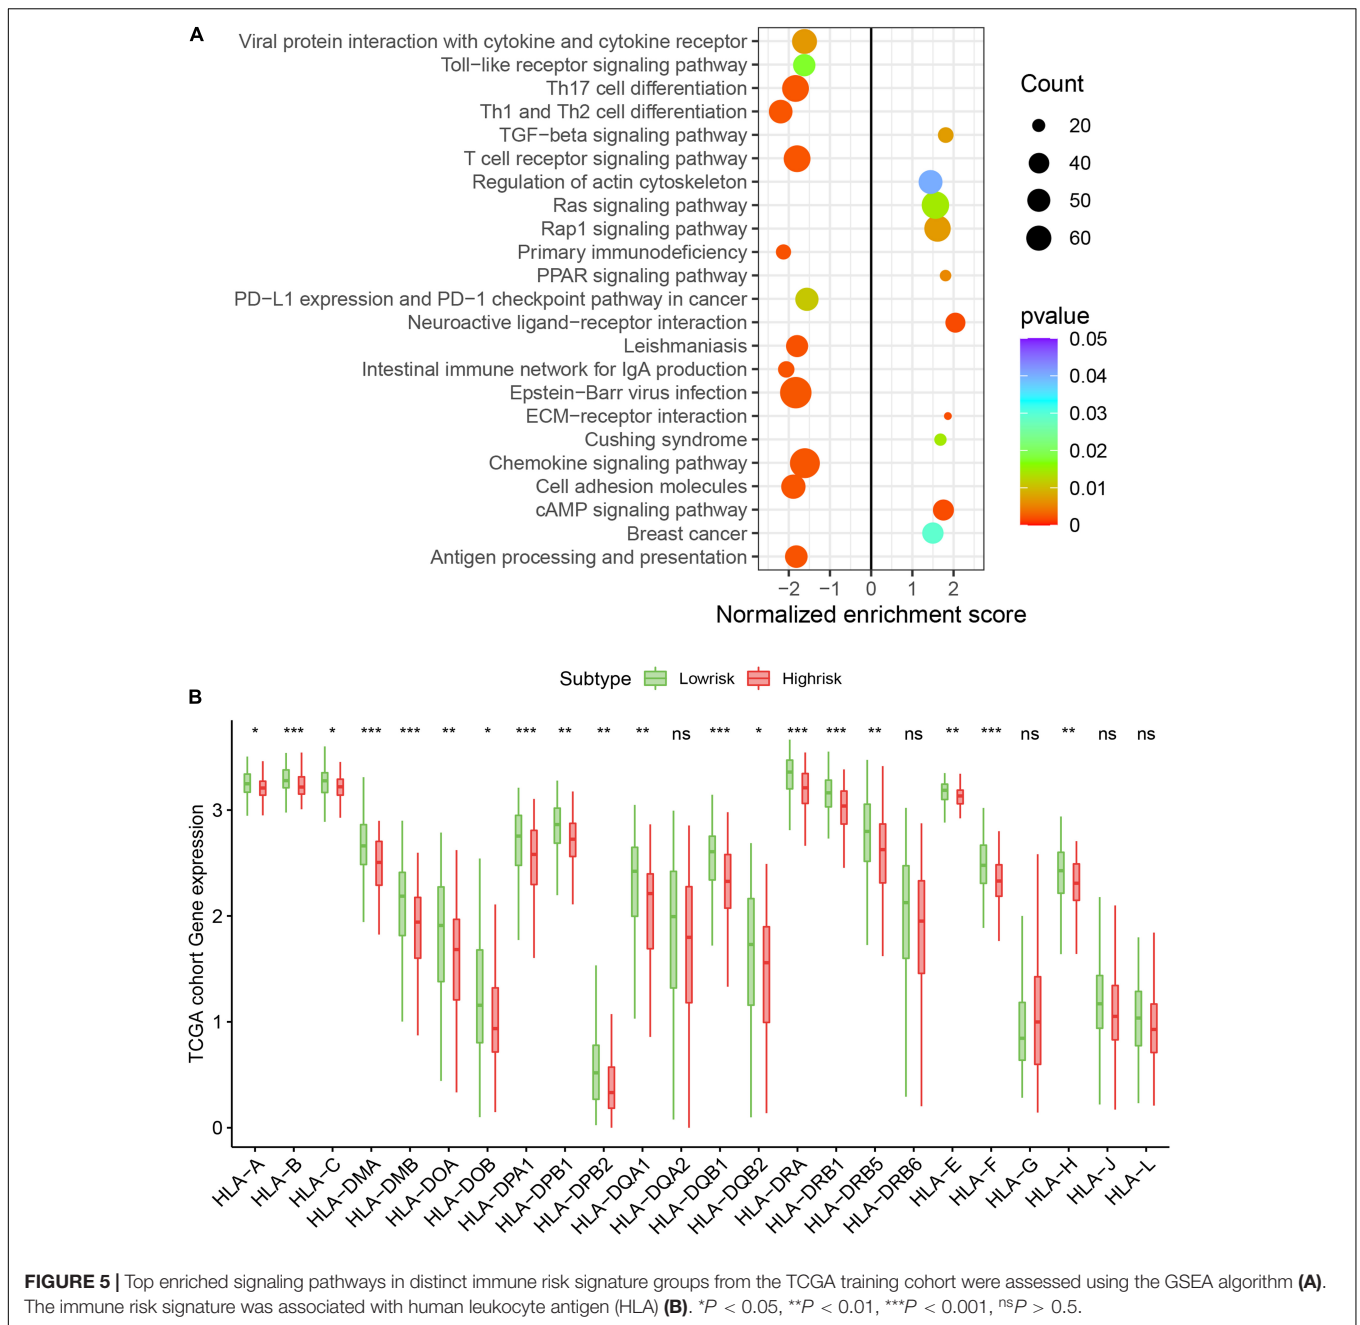 A
Viral protein interaction with cytokine and cytokine receptor
Toll−like receptor signaling pathway
Th17 cell differentiation
Th1 and Th2 cell differentiation
TGF−beta signaling pathway
T cell receptor signaling pathway
Regulation of actin cytoskeleton
Ras signaling pathway
Rap1 signaling pathway
Primary immunodeficiency
PPAR signaling pathway
PD−L1 expression and PD−1 checkpoint pathway in cancer
Neuroactive ligand−receptor interaction
Leishmaniasis
Intestinal immune network for IgA production
Epstein−Barr virus infection
ECM−receptor interaction
Cushing syndrome
Chemokine signaling pathway
Cell adhesion molecules
cAMP signaling pathway
Breast cancer
Antigen processing and presentation
−2 −1 0 1 2
Normalized enrichment score
Count
20
40
50
60
pvalue
0.05
0.04
0.03
0.02
0.01
0
Subtype Lowrisk Highrisk
B
* *** * *** *** ** * *** ** ** ** ns *** * *** *** ** ns ** *** ns ** ns ns
TCGA cohort Gene expression
3
2
1
0
HLA−A HLA−B HLA−C HLA−DMA HLA−DMB HLA−DOA HLA−DOB HLA−DPA1 HLA−DPB1 HLA−DPB2 HLA−DQA1 HLA−DQA2 HLA−DQB1 HLA−DQB2 HLA−DRA HLA−DRB1 HLA−DRB5 HLA−DRB6 HLA−E HLA−F HLA−G HLA−H HLA−J HLA−L
FIGURE 5 | Top enriched signaling pathways in distinct immune risk signature groups from the TCGA training cohort were assessed using the GSEA algorithm (A).
The immune risk signature was associated with human leukocyte antigen (HLA) (B). *P < 0.05, **P < 0.01, ***P < 0.001, nsP > 0.5.